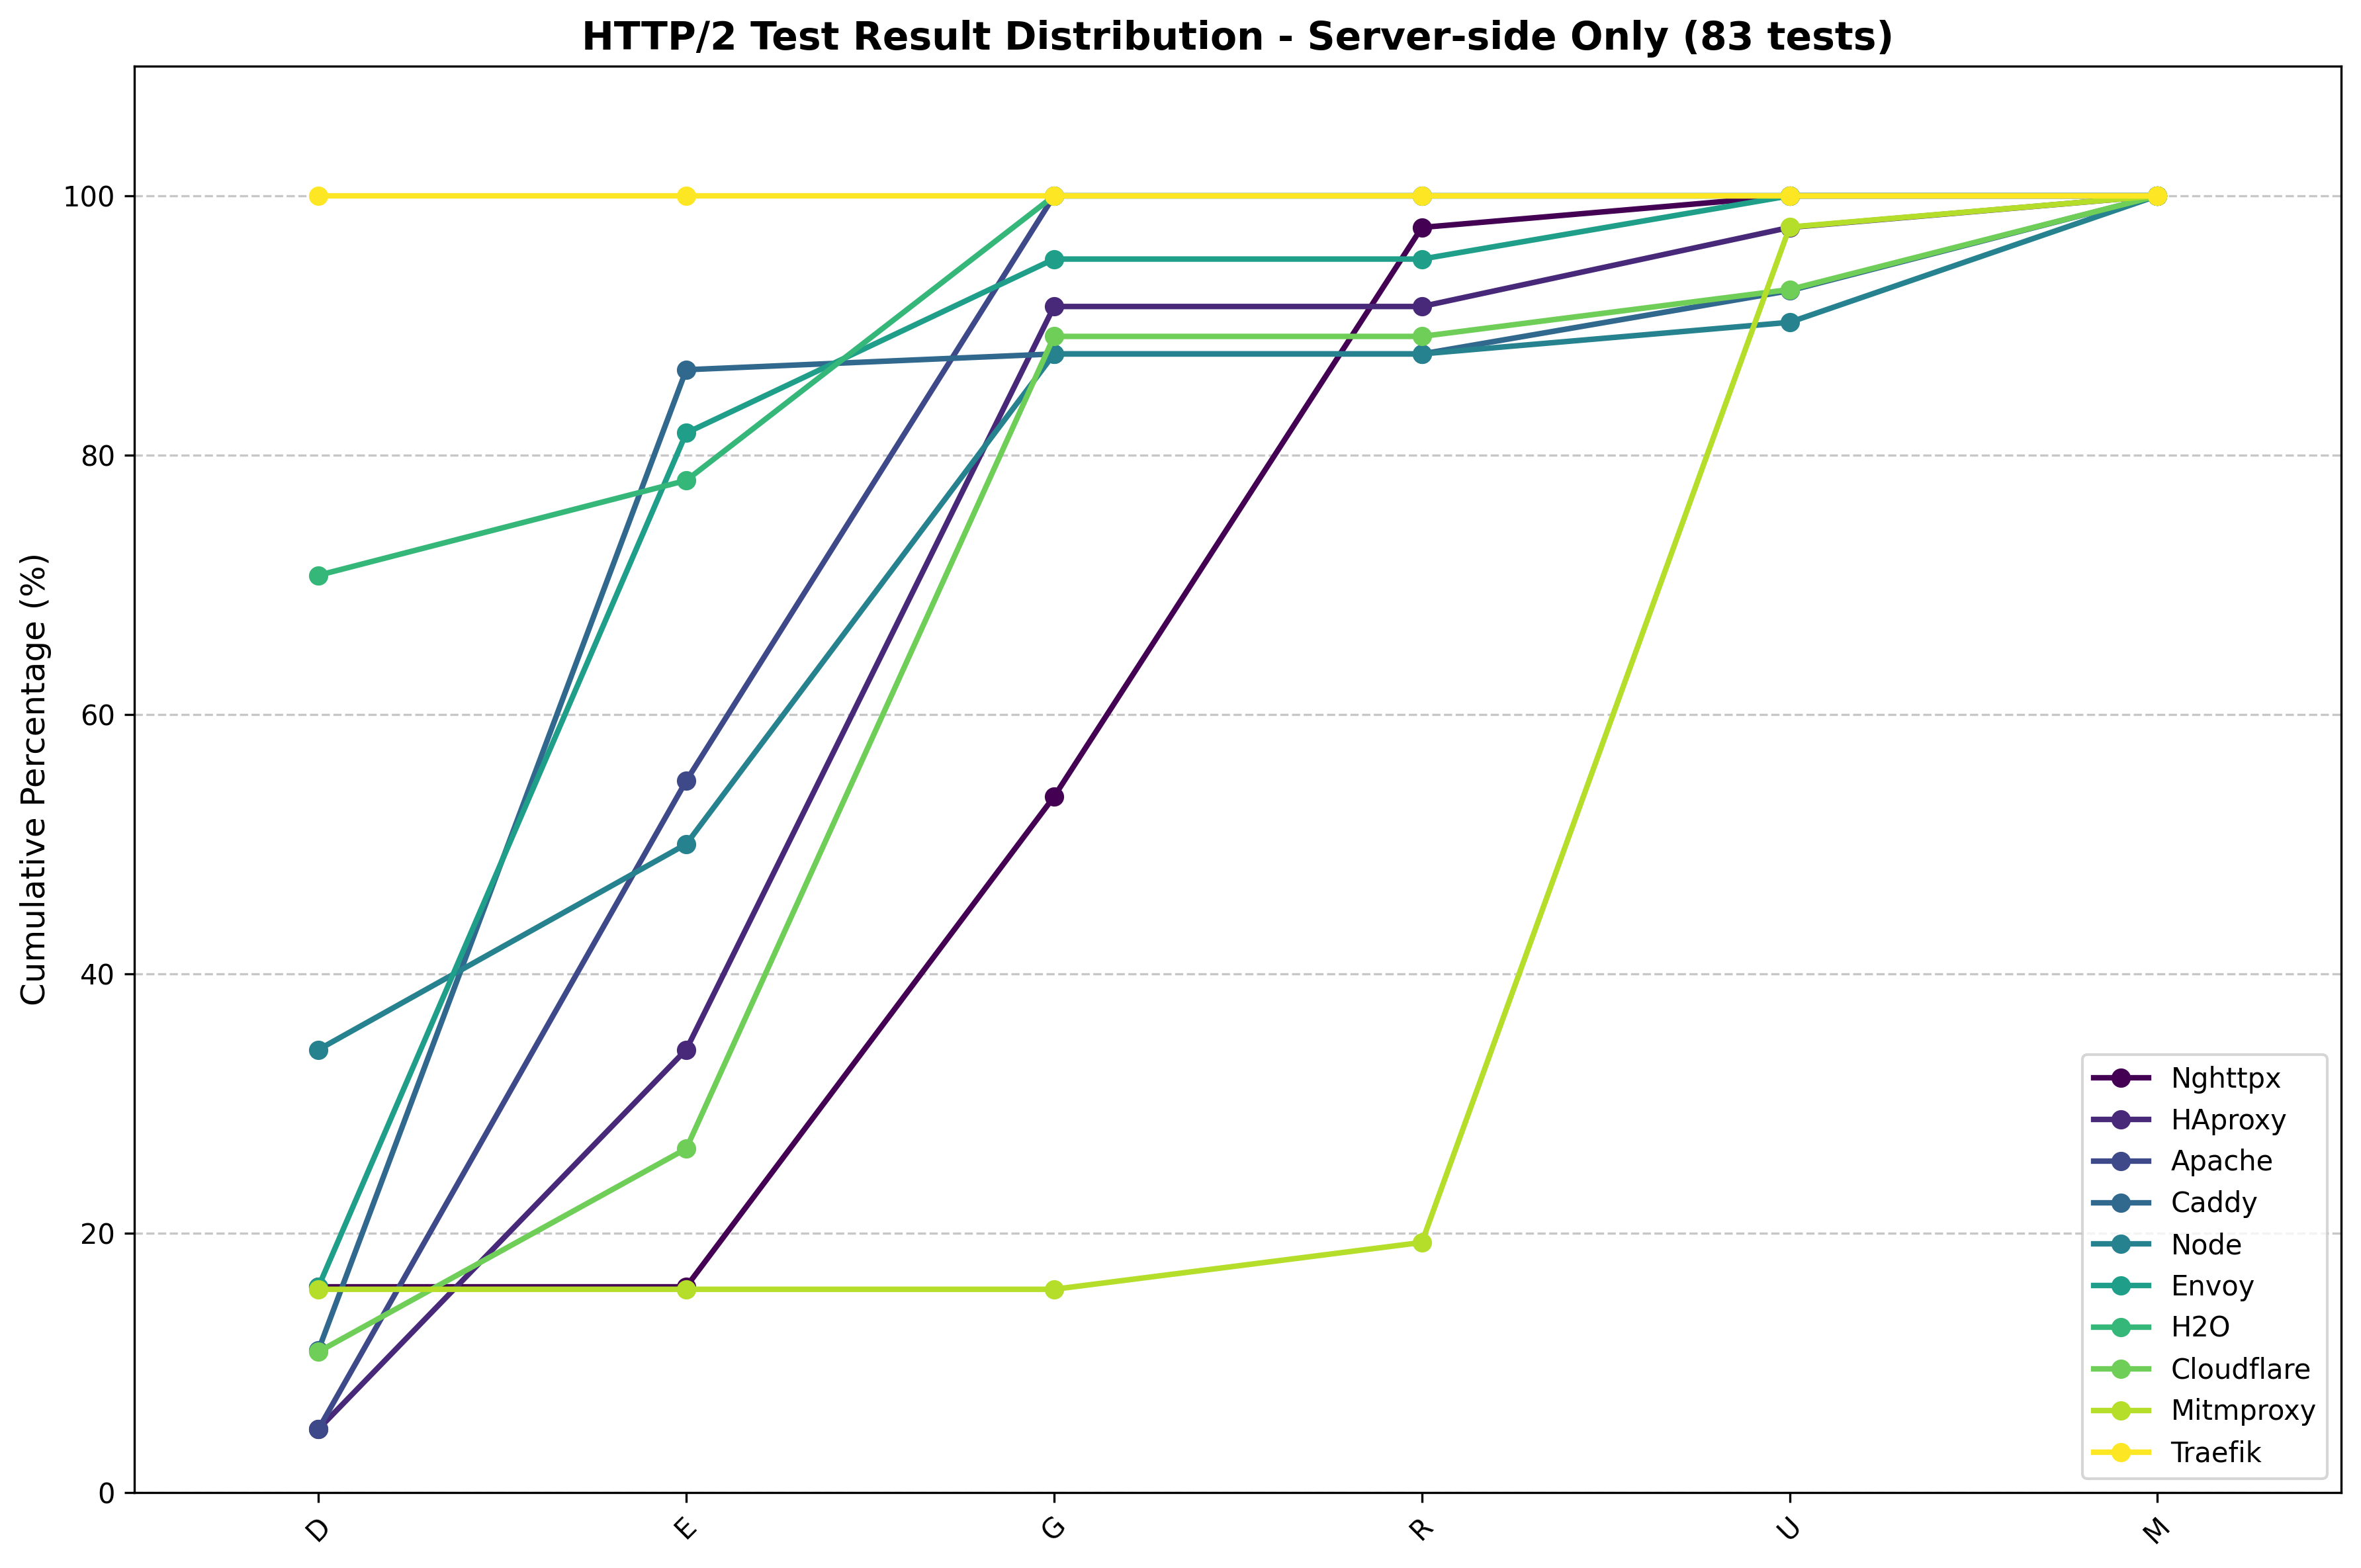 HTTP/2 Test Result Distribution - Server-side Only (83 tests)
Cumulative Percentage (%)
100
80
60
40
20
0
D
E
G
R
U
M
Nghttpx
HAproxy
Apache
Caddy
Node
Envoy
H2O
Cloudflare
Mitmproxy
Traefik